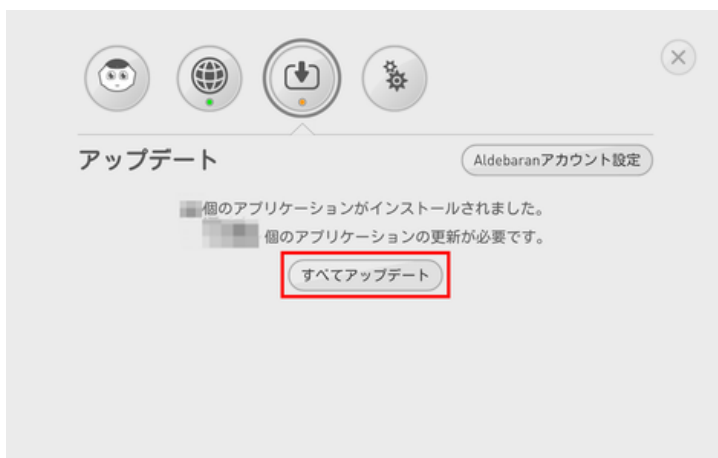 アップデート
Aldebaranアカウント設定
個のアプリケーションがインストールされました。
個のアプリケーションの更新が必要です。
すべてアップデート